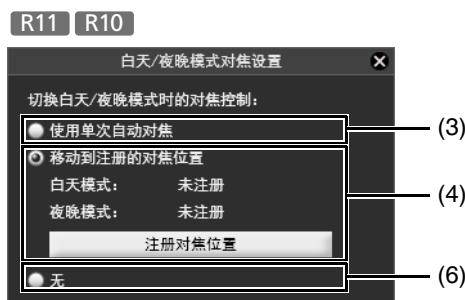 R11 R10
白天/夜晚模式对焦设置
切换白天/夜晚模式时的对焦控制：
使用单次自动对焦
(3)
移动到注册的对焦位置
白天模式： 未注册
(4)
夜晚模式： 未注册
注册对焦位置
无
(6)